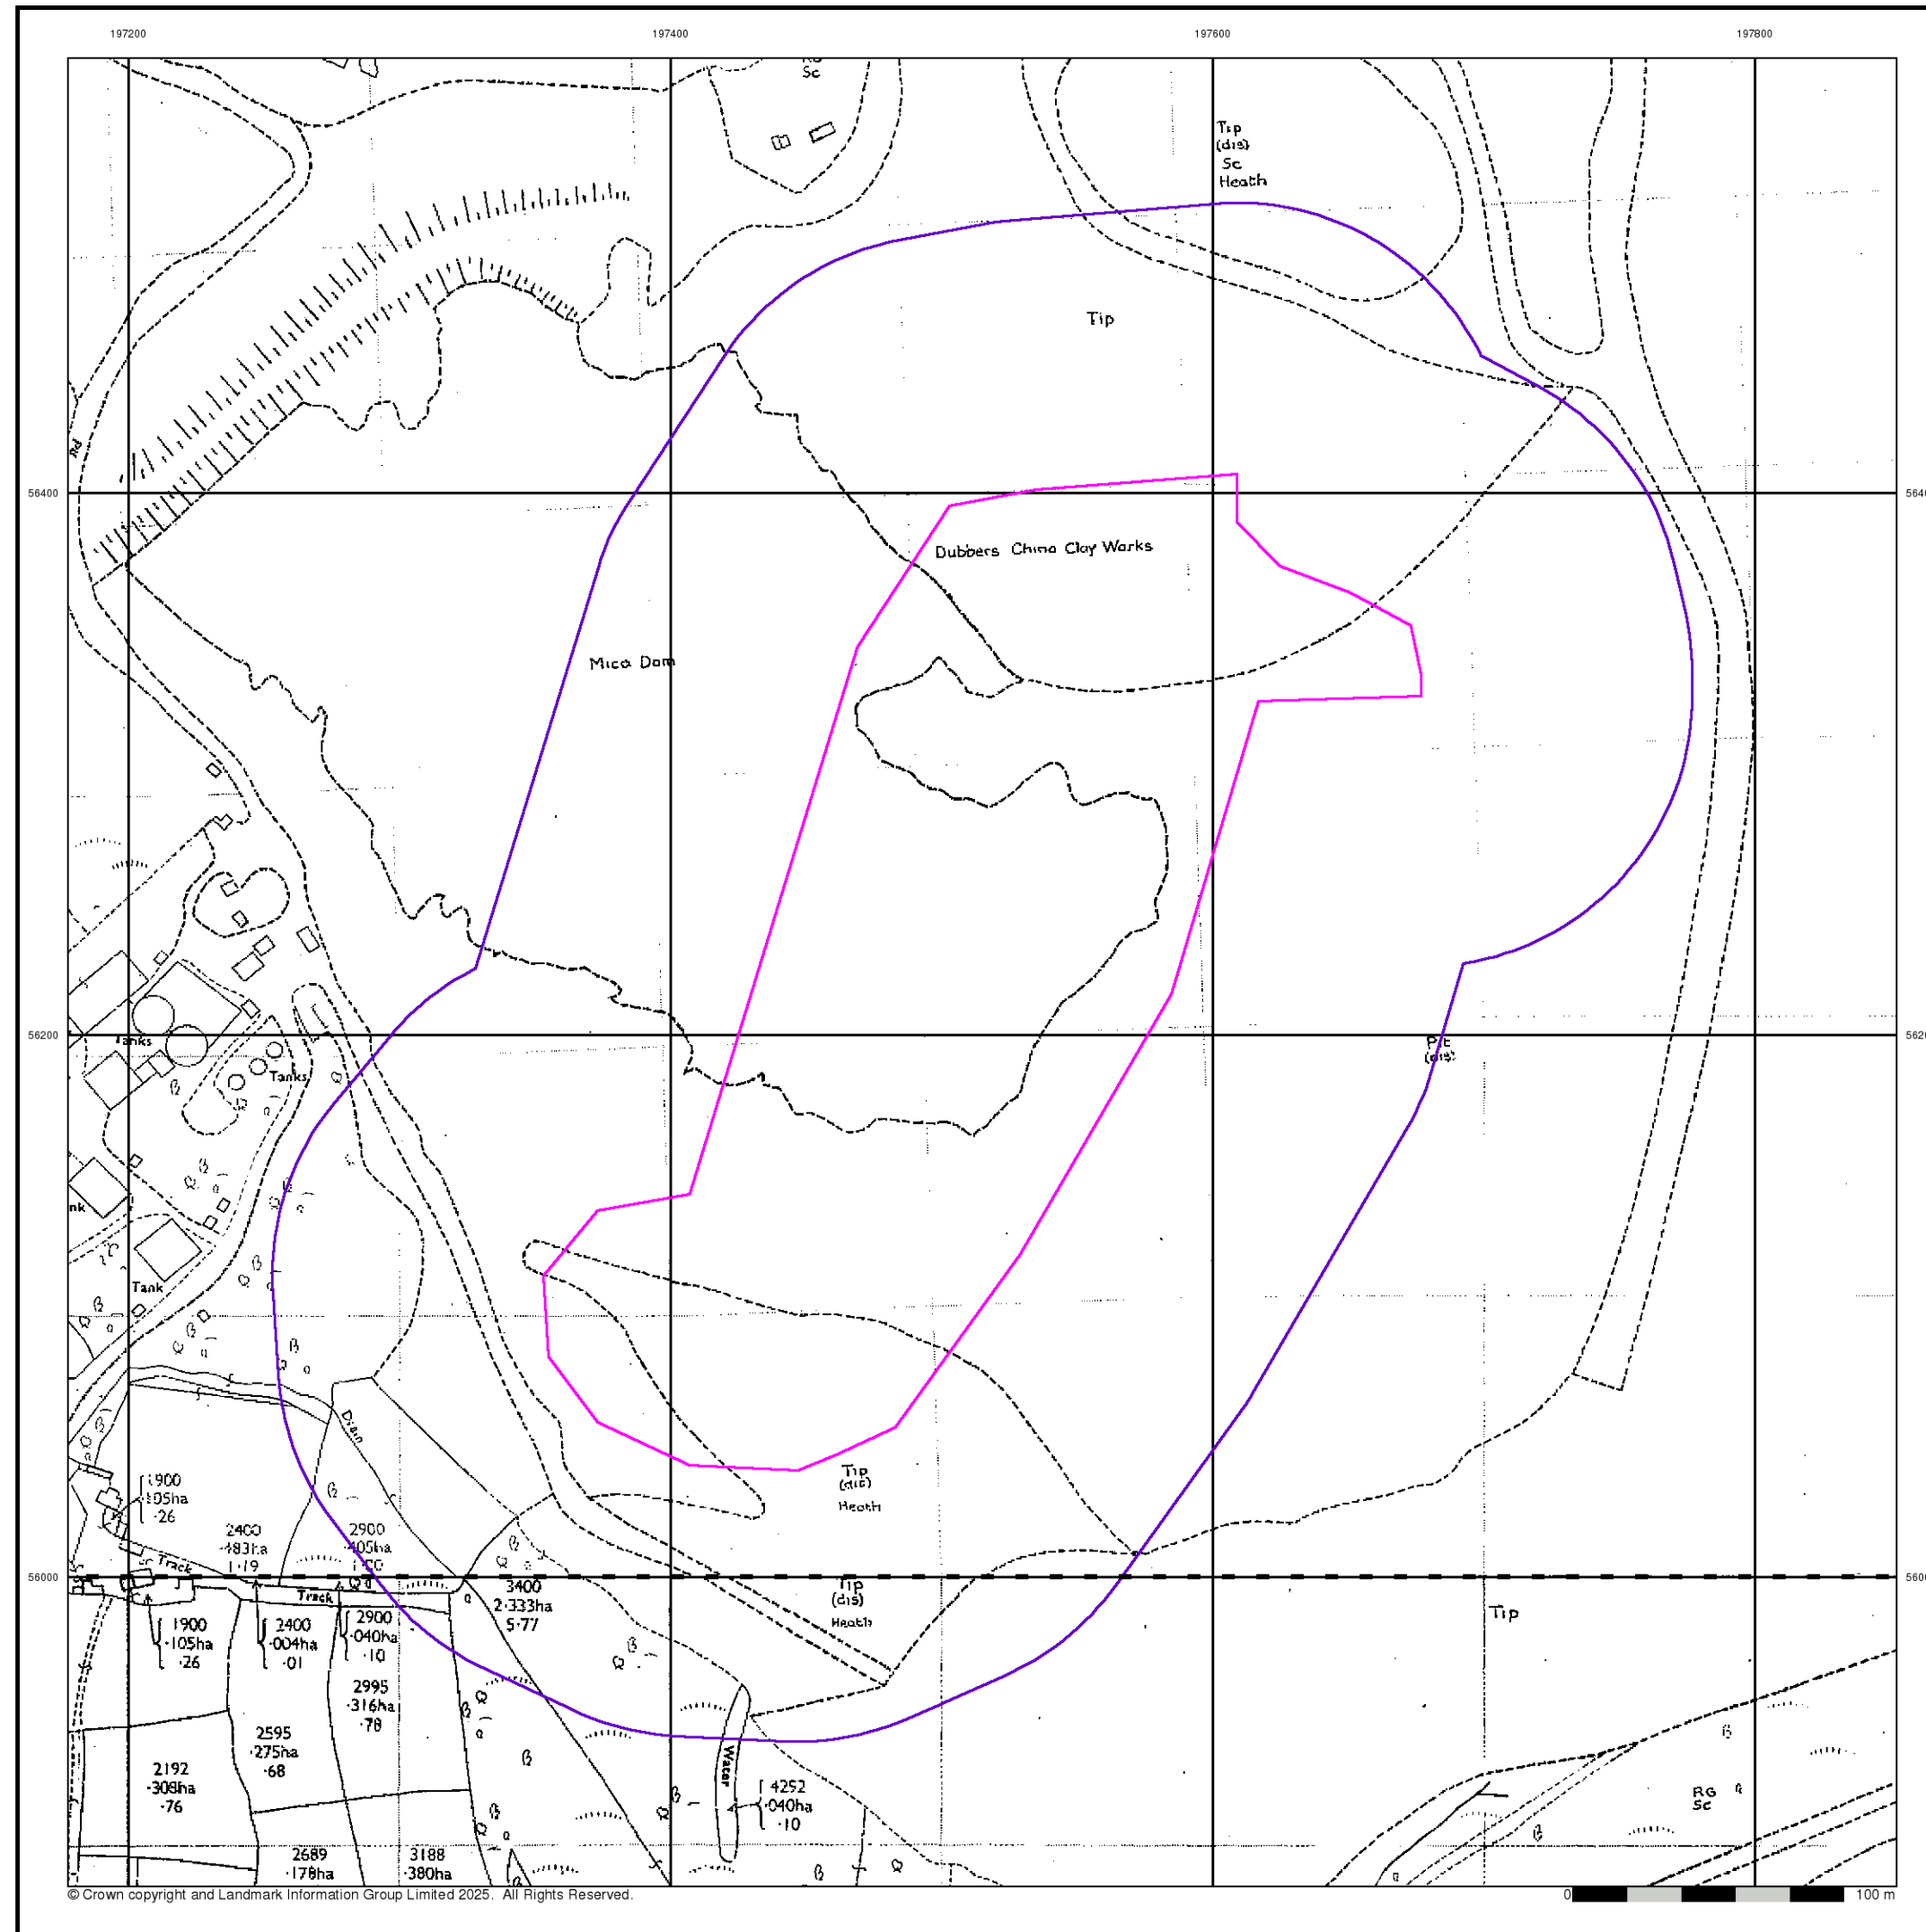 197200
197400
197600
197800
Sc
Tip
(dis)
Sc
Heath
Tip
Rd
56400
Dubbers China Clay Works
Mica Dam
56200
Pit
(dis)
Tanks
Tanks
Tank
Drain
1900
·105ha
·26
2400
·483ha
1·19
2900
·405ha
Tip
(dis)
Heath
Track
56000
Track
3400
2·333ha
5·77
Tip
(dis)
Heath
Tip
1900
·105ha
·26
2400
·004ha
·01
2900
·040ha
·10
2995
·316ha
·78
2595
·275ha
·68
2192
·308ha
·76
Water
4252
·040ha
·10
RG
Sc
2689
·178ha
3188
·380ha
© Crown copyright and Landmark Information Group Limited 2025. All Rights Reserved.
0
100 m